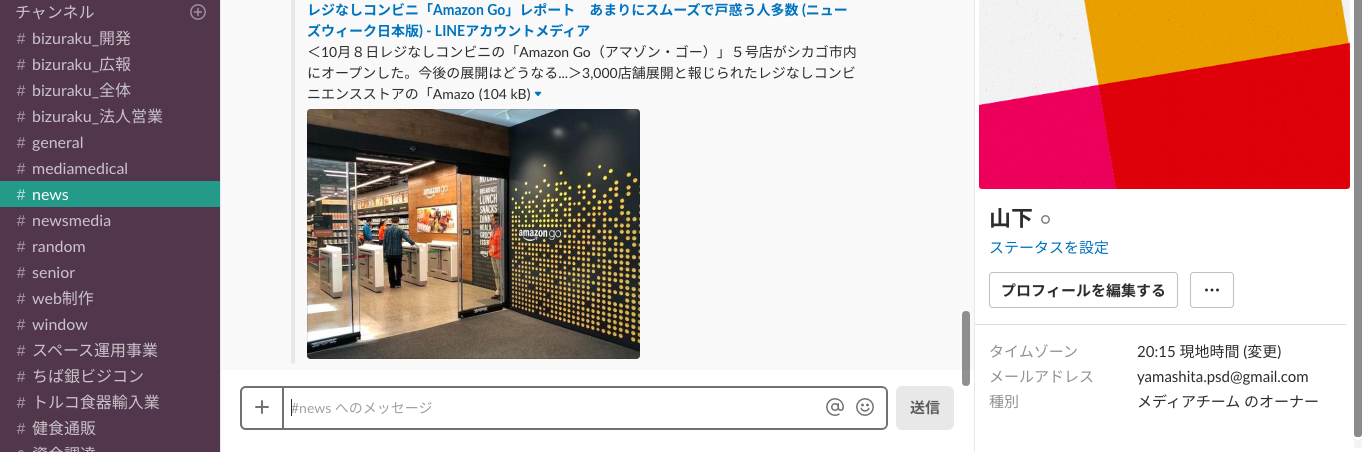 チャンネル
# bizuraku_開発
# bizuraku_広報
# bizuraku_全体
# bizuraku_法人営業
# general
# mediamedical
# news
# newsmedia
# random
# senior
# web制作
# window
# スペース運用事業
# ちば銀ビジコン
# トルコ食器輸入業
# 健食通販
レジなしコンビニ「Amazon Go」レポート　あまりにスムーズで戸惑う人多数 (ニュー
ズウィーク日本版) - LINEアカウントメディア
＜10月８日レジなしコンビニの「Amazon Go（アマゾン・ゴー）」５号店がシカゴ市内
にオープンした。今後の展開はどうなる...＞3,000店舗展開と報じられたレジなしコンビ
ニエンスストアの「Amazo (104 kB)
amazon go
BREAKFAST
LUNCH
SNACKS
amazon go
#news へのメッセージ
送信
山下
ステータスを設定
プロフィールを編集する
...
タイムゾーン 20:15 現地時間 (変更)
メールアドレス yamashita.psd@gmail.com
種別 メディアチーム のオーナー